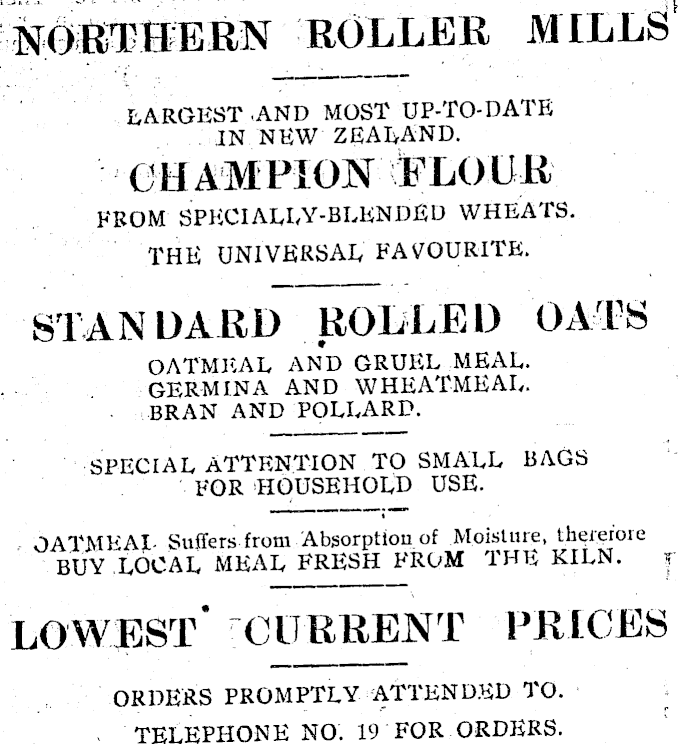 NORTHERN ROLLER MILLS
LARGEST AND MOST UP-TO-DATE
IN NEW ZEALAND.
CHAMPION FLOUR
FROM SPECIALLY-BLENDED WHEATS.
THE UNIVERSAL FAVOURITE.
STANDARD ROLLED OATS
OATMEAL AND GRUEL MEAL.
GERMINA AND WHEATMEAL.
BRAN AND POLLARD.
SPECIAL ATTENTION TO SMALL BAGS
FOR HOUSEHOLD USE.
OATMEAL Suffers from Absorption of Moisture, therefore
BUY LOCAL MEAL FRESH FROM THE KILN.
LOWEST CURRENT PRICES
ORDERS PROMPTLY ATTENDED TO.
TELEPHONE NO. 19 FOR ORDERS.